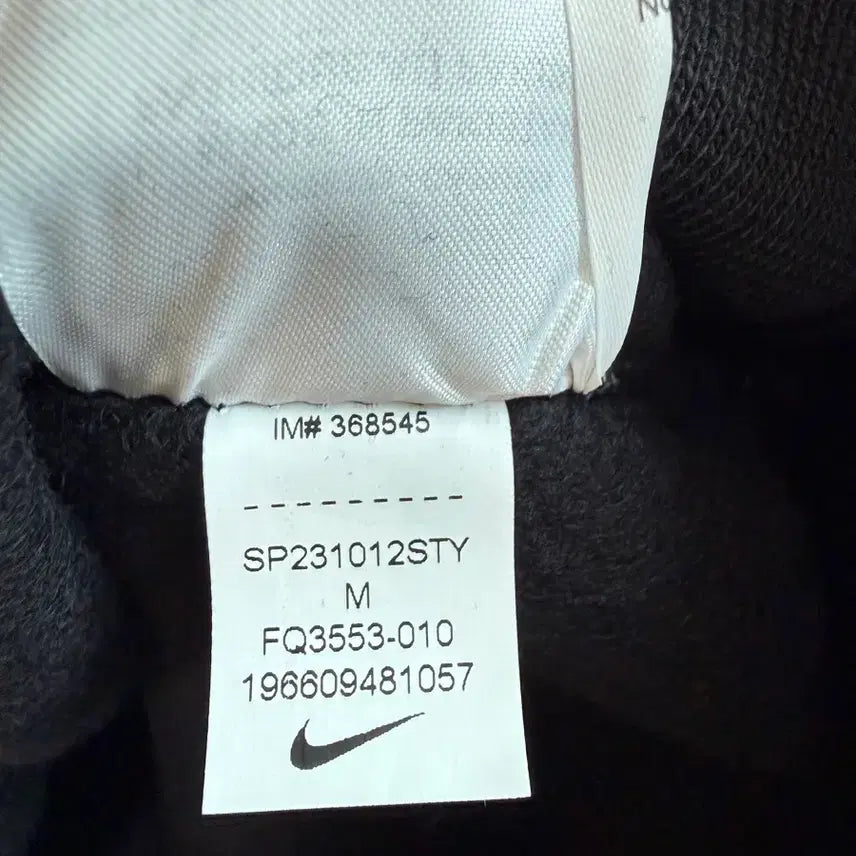 IM# 368545
---------
SP231012STY
M
FQ3553-010
196609481057